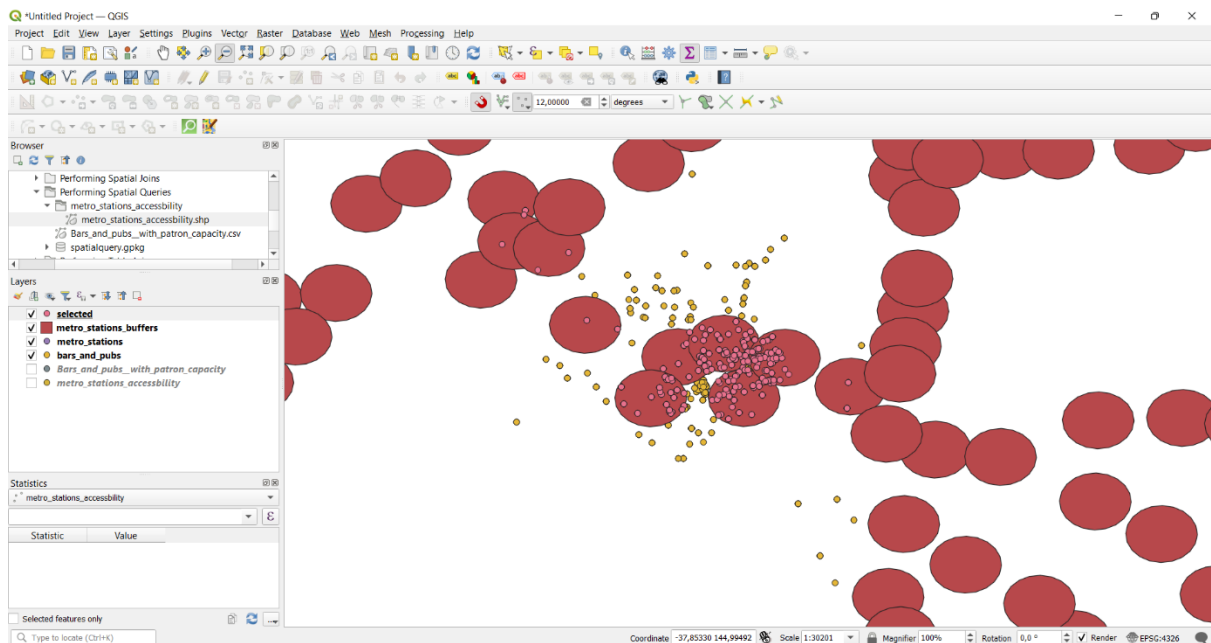 *Untitled Project — QGIS
Project Edit View Layer Settings Plugins Vector Raster Database Web Mesh Processing Help
12,00000 degrees
Browser
Performing Spatial Joins
Performing Spatial Queries
metro_stations_accessbility
metro_stations_accessbility.shp
Bars_and_pubs__with_patron_capacity.csv
spatialquery.gpkg
Layers
selected
metro_stations_buffers
metro_stations
bars_and_pubs
Bars_and_pubs__with_patron_capacity
metro_stations_accessbility
Statistics
metro_stations_accessbility
Statistic Value
Selected features only
Type to locate (Ctrl+K)
Coordinate -37,85330 144,99492 Scale 1:30201 Magnifier 100% Rotation 0,0 ° Render EPSG:4326